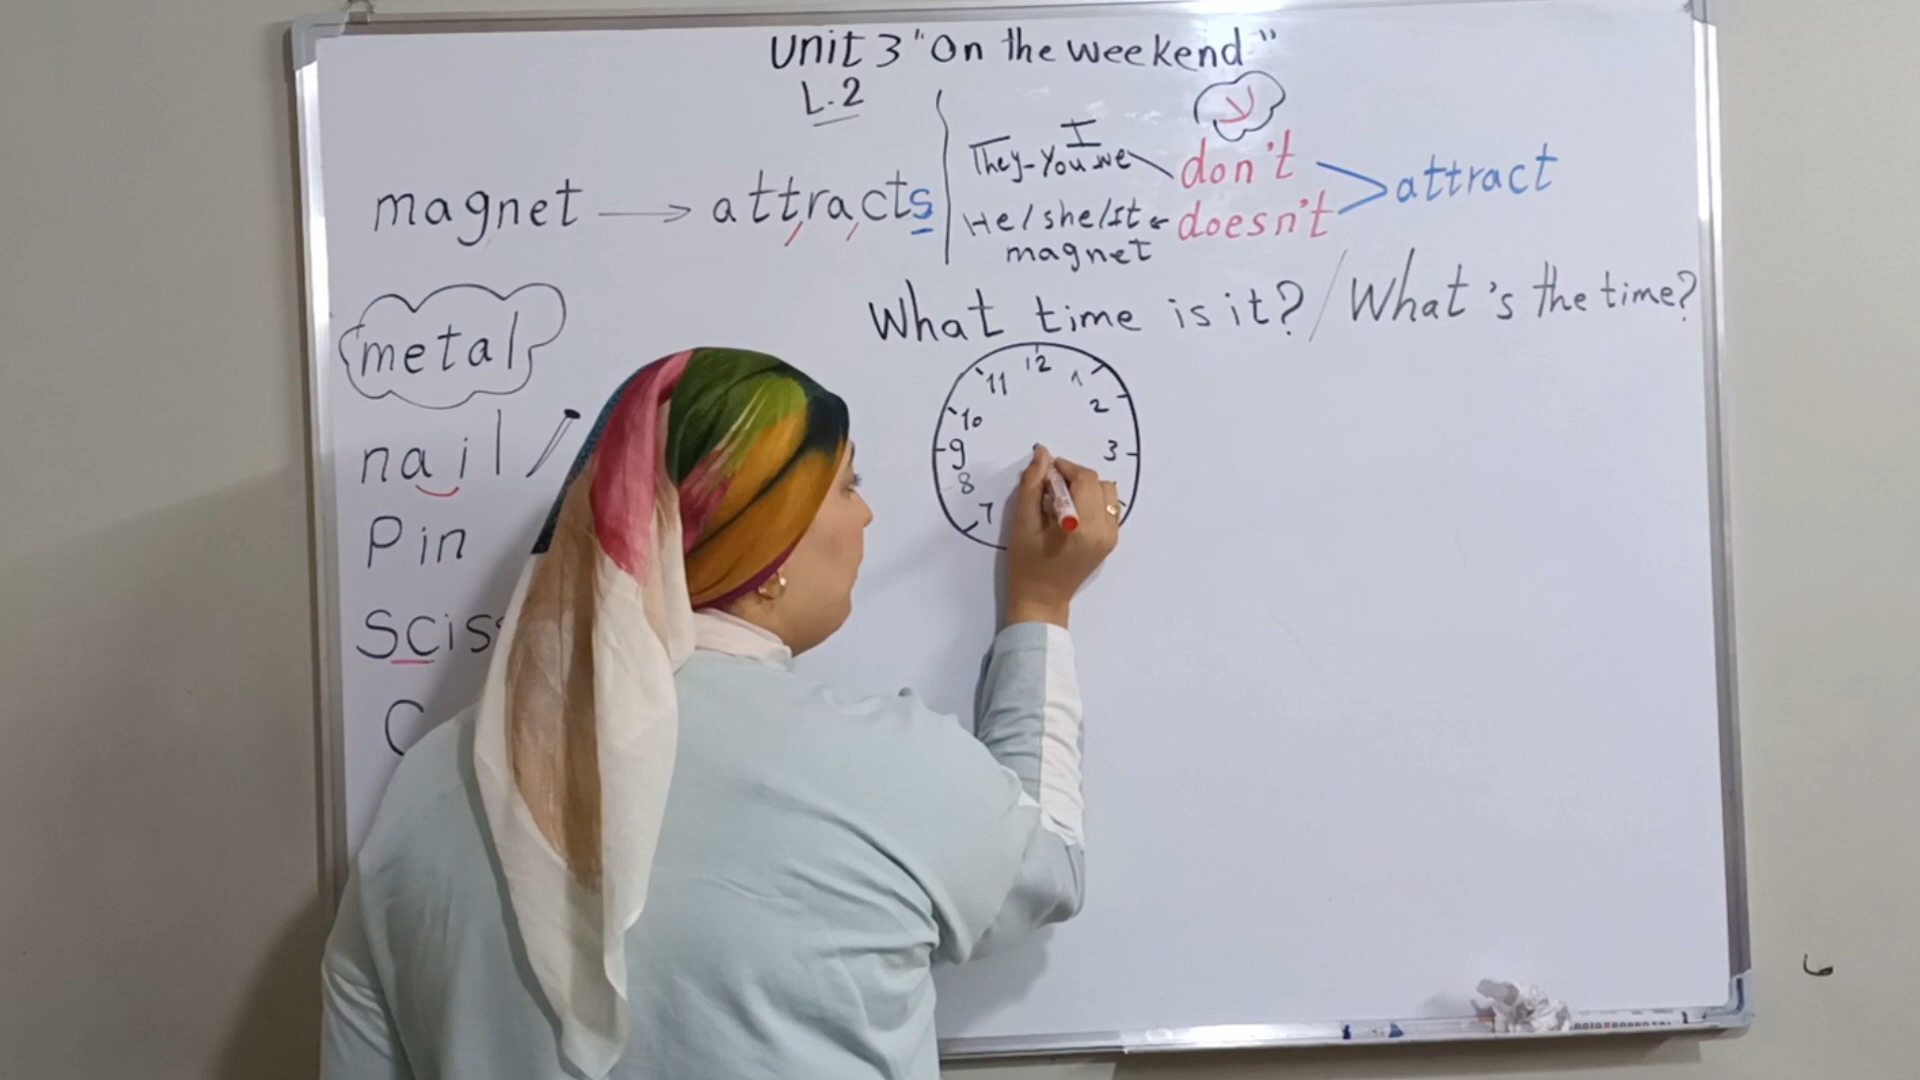 Unit 3 "On the weekend"
L.2
magnet → attracts
I
They-You-we
don't
attract
He/she/It
doesn't
magnet
لا
What time is it? / What's the time?
metal
nail
Pin
12
1
2
3
7
8
9
10
11